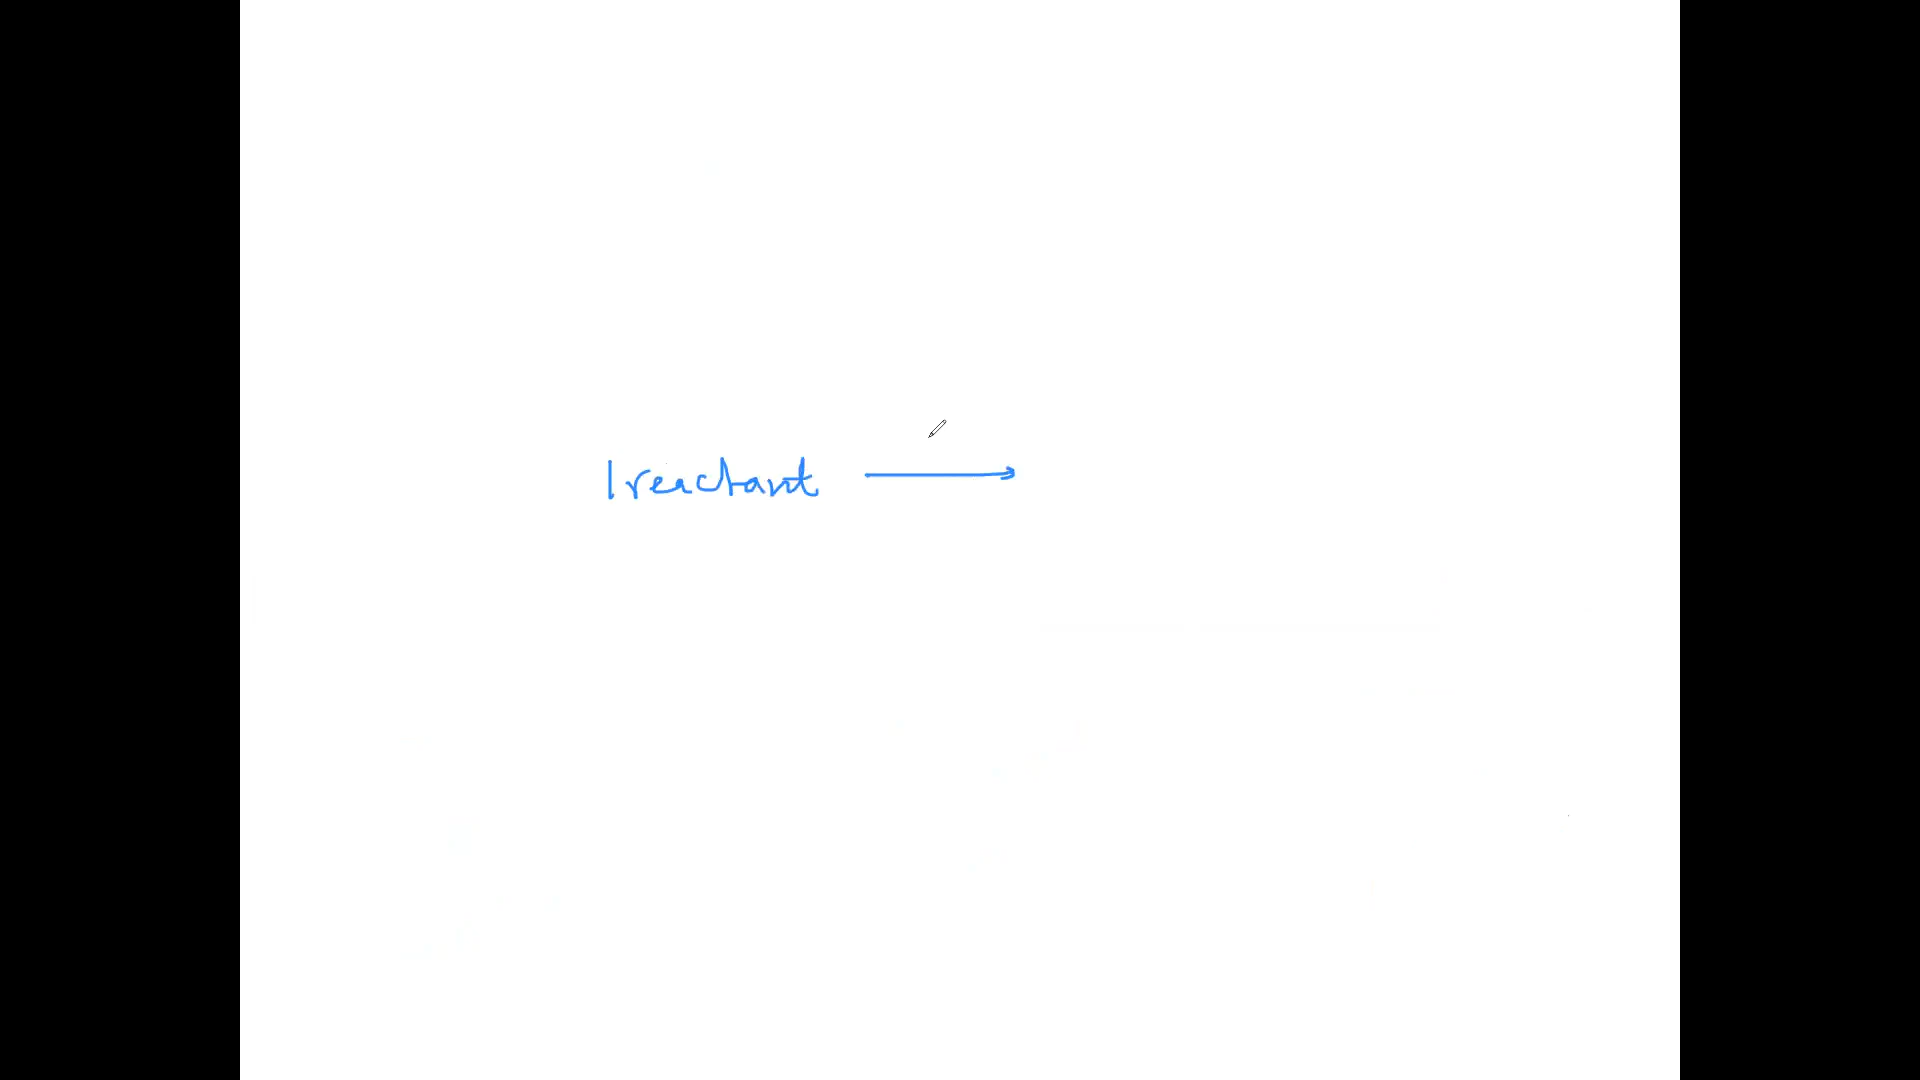 1 reactant →